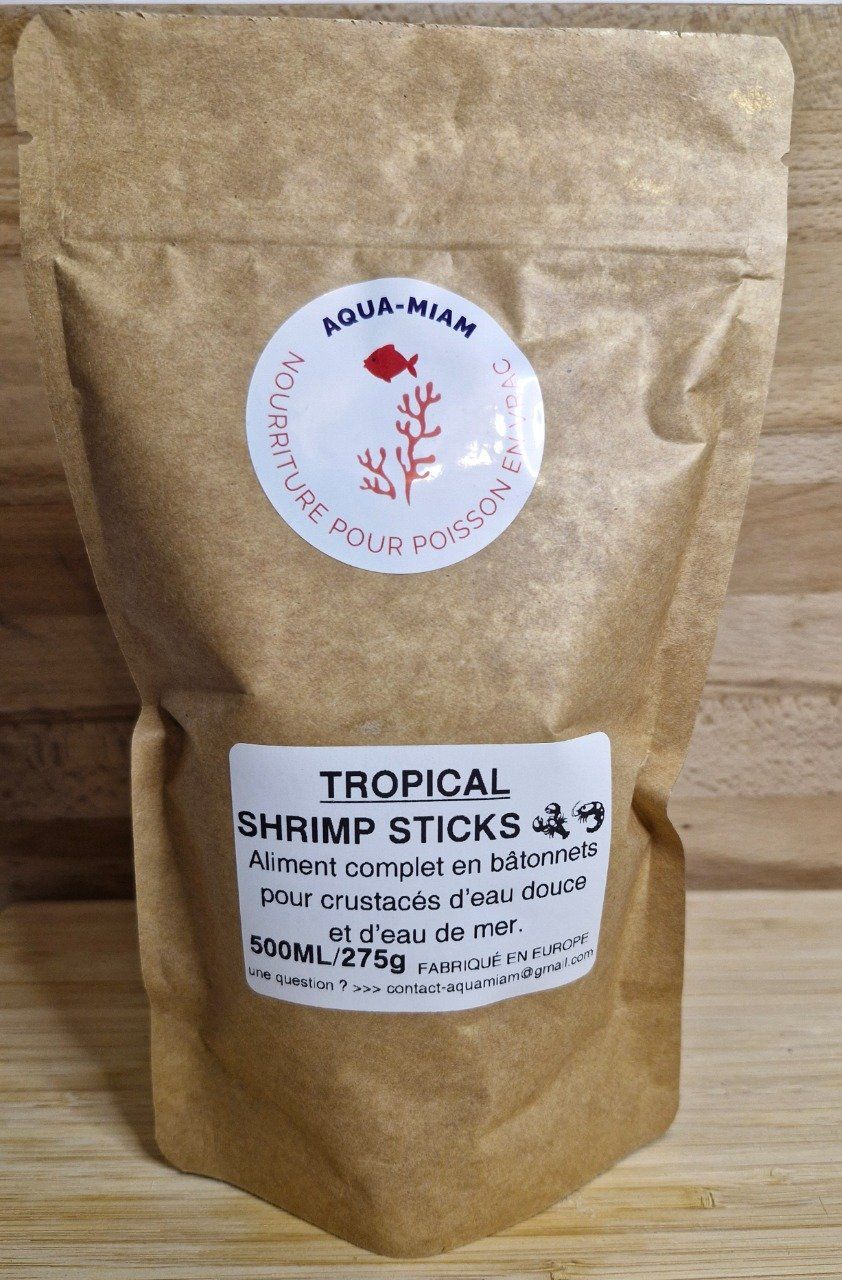 AQUA-MIAM
NOURRITURE POUR POISSON EN VRAC
TROPICAL
SHRIMP STICKS
Aliment complet en bâtonnets
pour crustacés d'eau douce
et d'eau de mer.
500ML/275g FABRIQUÉ EN EUROPE
une question ? >>> contact-aquamiam@gmail.com